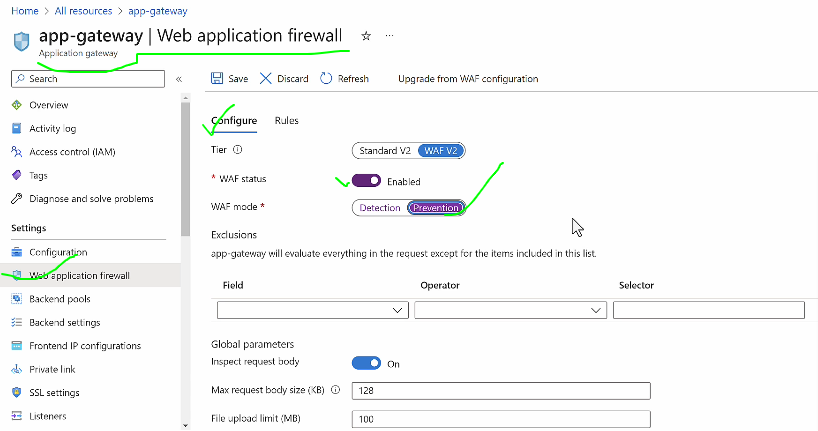 Home > All resources > app-gateway
app-gateway | Web application firewall ☆ ...
Application gateway
Search «
Save Discard Refresh Upgrade from WAF configuration
Overview
Activity log
Access control (IAM)
Tags
Diagnose and solve problems
Settings
Configuration
Web application firewall
Backend pools
Backend settings
Frontend IP configurations
Private link
SSL settings
Listeners
Configure Rules
Tier Standard V2 WAF V2
* WAF status Enabled
WAF mode * Detection Prevention
Exclusions
app-gateway will evaluate everything in the request except for the items included in this list.
Field Operator Selector
Global parameters
Inspect request body On
Max request body size (KB) 128
File upload limit (MB) 100